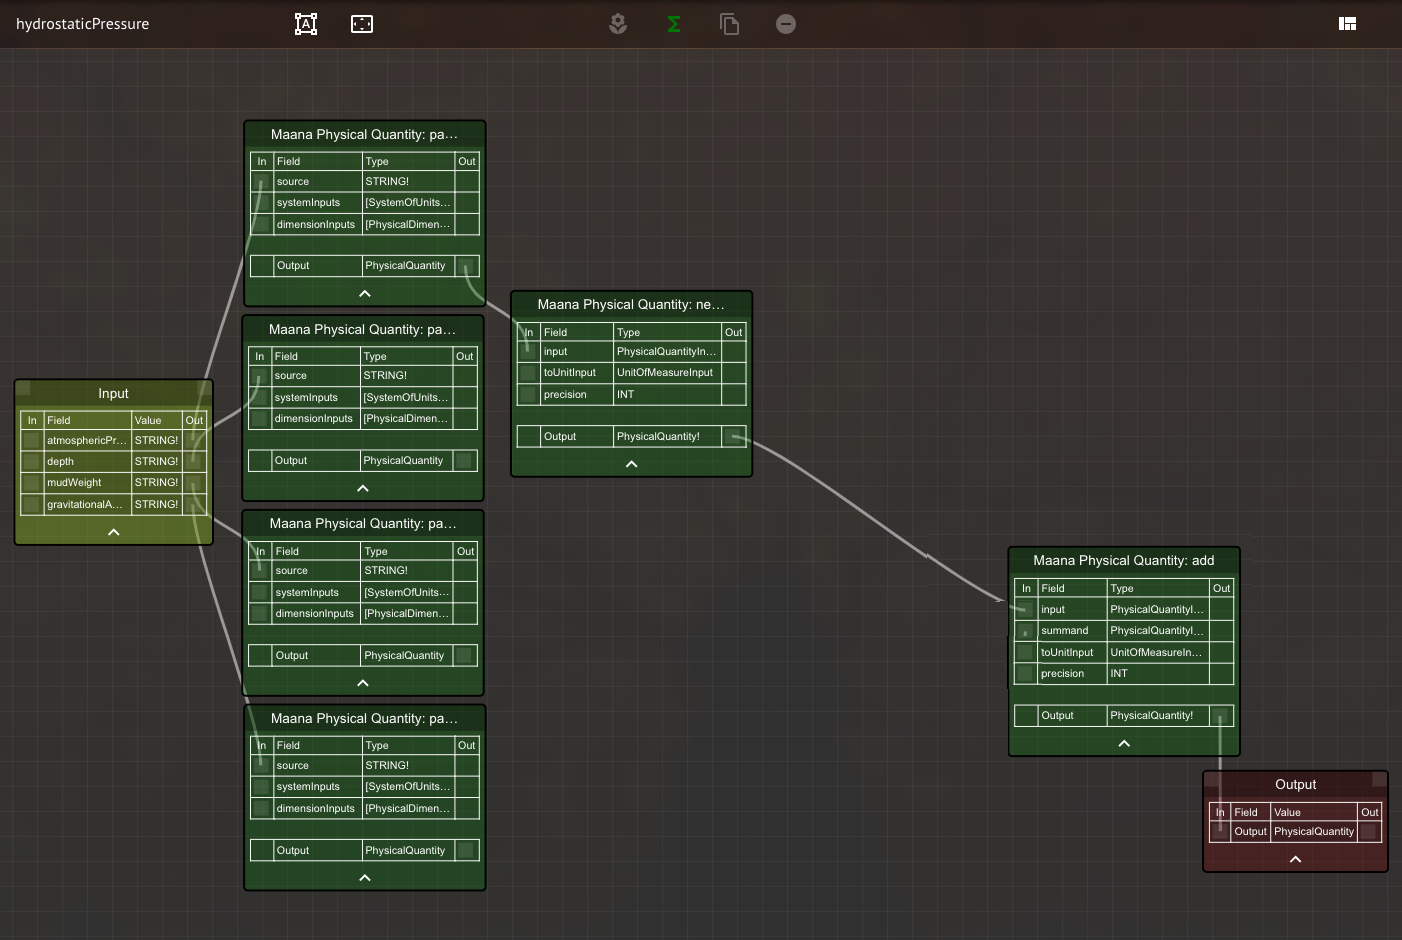 hydrostaticPressure
Maana Physical Quantity: pa…
In Field Type Out
source STRING!
systemInputs [SystemOfUnits…
dimensionInputs [PhysicalDimen…
Output PhysicalQuantity
Maana Physical Quantity: pa…
In Field Type Out
source STRING!
systemInputs [SystemOfUnits…
dimensionInputs [PhysicalDimen…
Output PhysicalQuantity
Maana Physical Quantity: pa…
In Field Type Out
source STRING!
systemInputs [SystemOfUnits…
dimensionInputs [PhysicalDimen…
Output PhysicalQuantity
Maana Physical Quantity: pa…
In Field Type Out
source STRING!
systemInputs [SystemOfUnits…
dimensionInputs [PhysicalDimen…
Output PhysicalQuantity
Input
In Field Value Out
atmosphericPr… STRING!
depth STRING!
mudWeight STRING!
gravitationalA… STRING!
Maana Physical Quantity: ne…
In Field Type Out
input PhysicalQuantityIn…
toUnitInput UnitOfMeasureInput
precision INT
Output PhysicalQuantity!
Maana Physical Quantity: add
In Field Type Out
input PhysicalQuantityI…
summand PhysicalQuantityI…
toUnitInput UnitOfMeasureIn…
precision INT
Output PhysicalQuantity!
Output
In Field Value Out
Output PhysicalQuantity